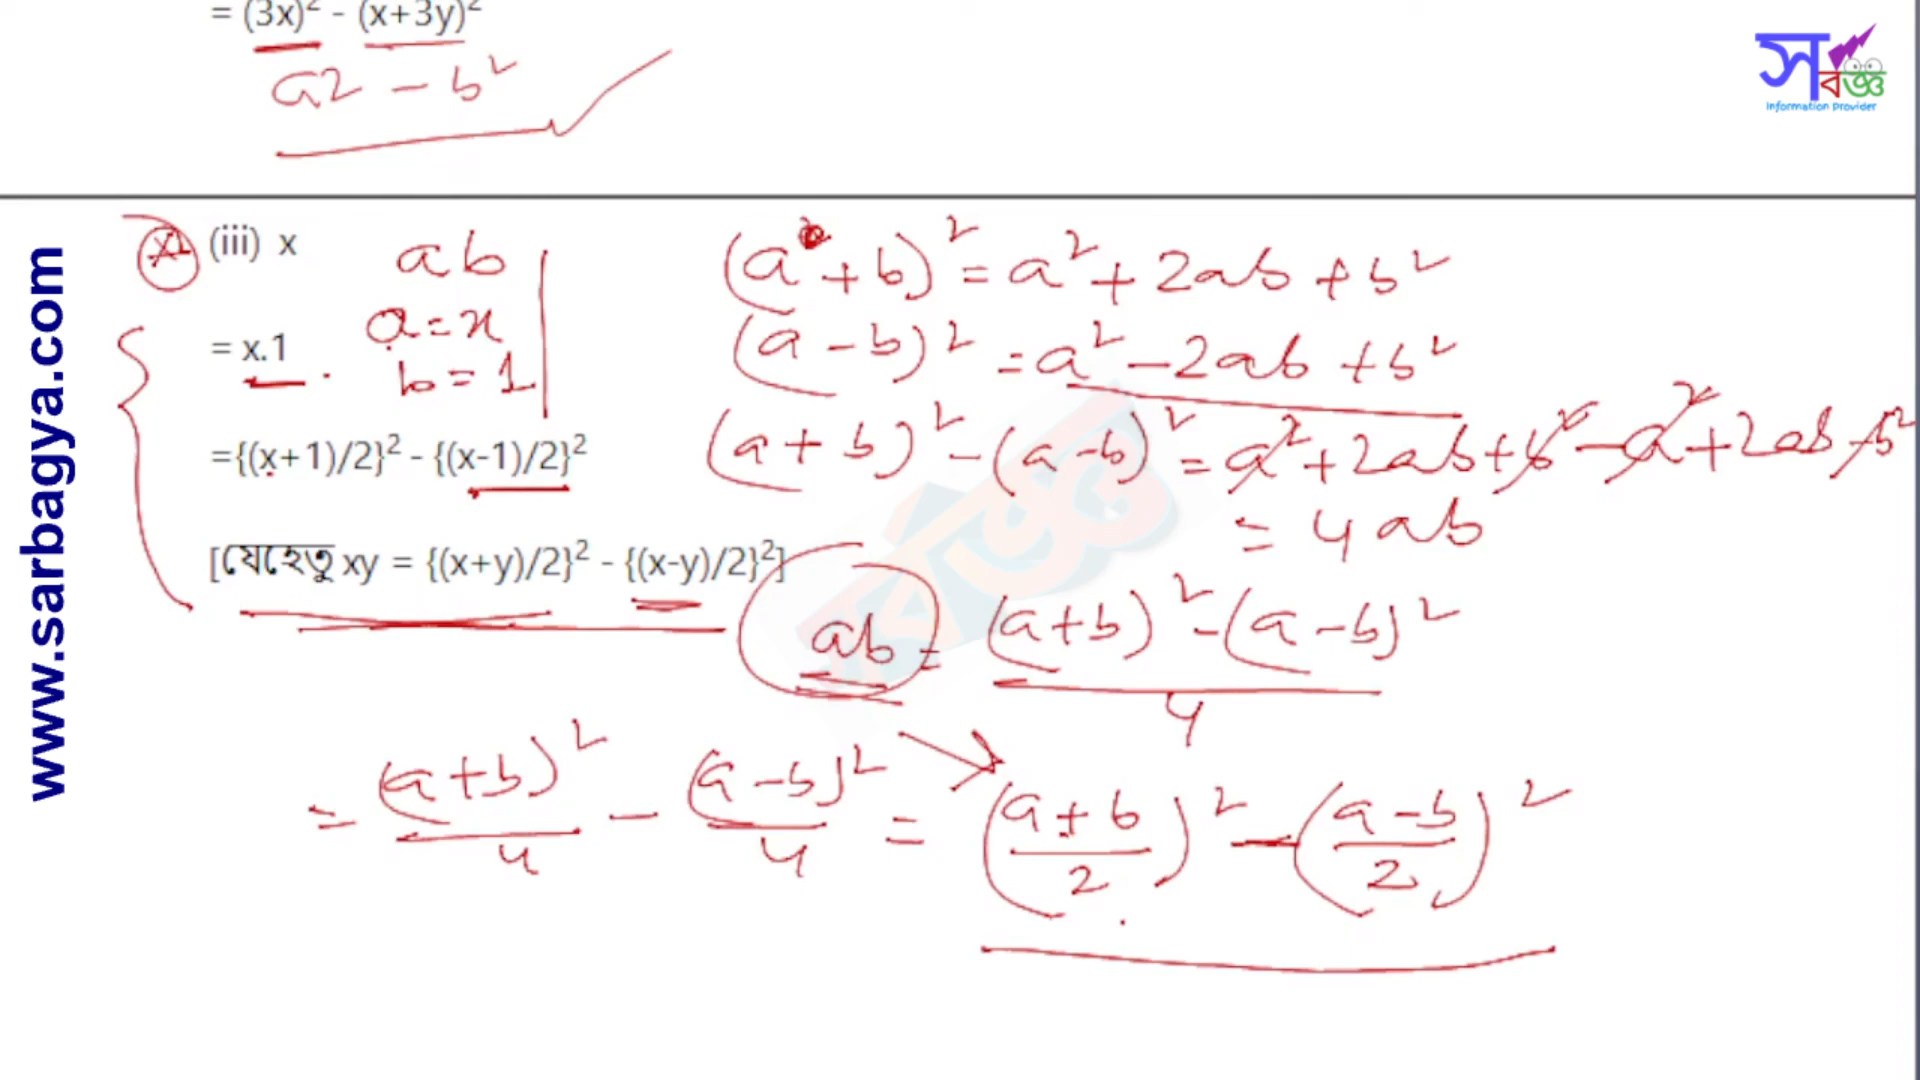 = (3x)² - (x+3y)²
a2 - b²
সবজ্ঞ
Information Provider
www.sarbagya.com
(iii) x
ab
(a + b)² = a² + 2ab + b²
= x.1
a = x
b = 1
(a - b)² = a² - 2ab + b²
={(x+1)/2}² - {(x-1)/2}²
(a + b)² - (a - b)² = a² + 2ab + b² - a² + 2ab - b²
= 4ab
[যেহেতু xy = {(x+y)/2}² - {(x-y)/2}²]
ab = (a+b)² - (a-b)² / 4
= (a+b)²/4 - (a-b)²/4 = (a+b/2)² - (a-b/2)²